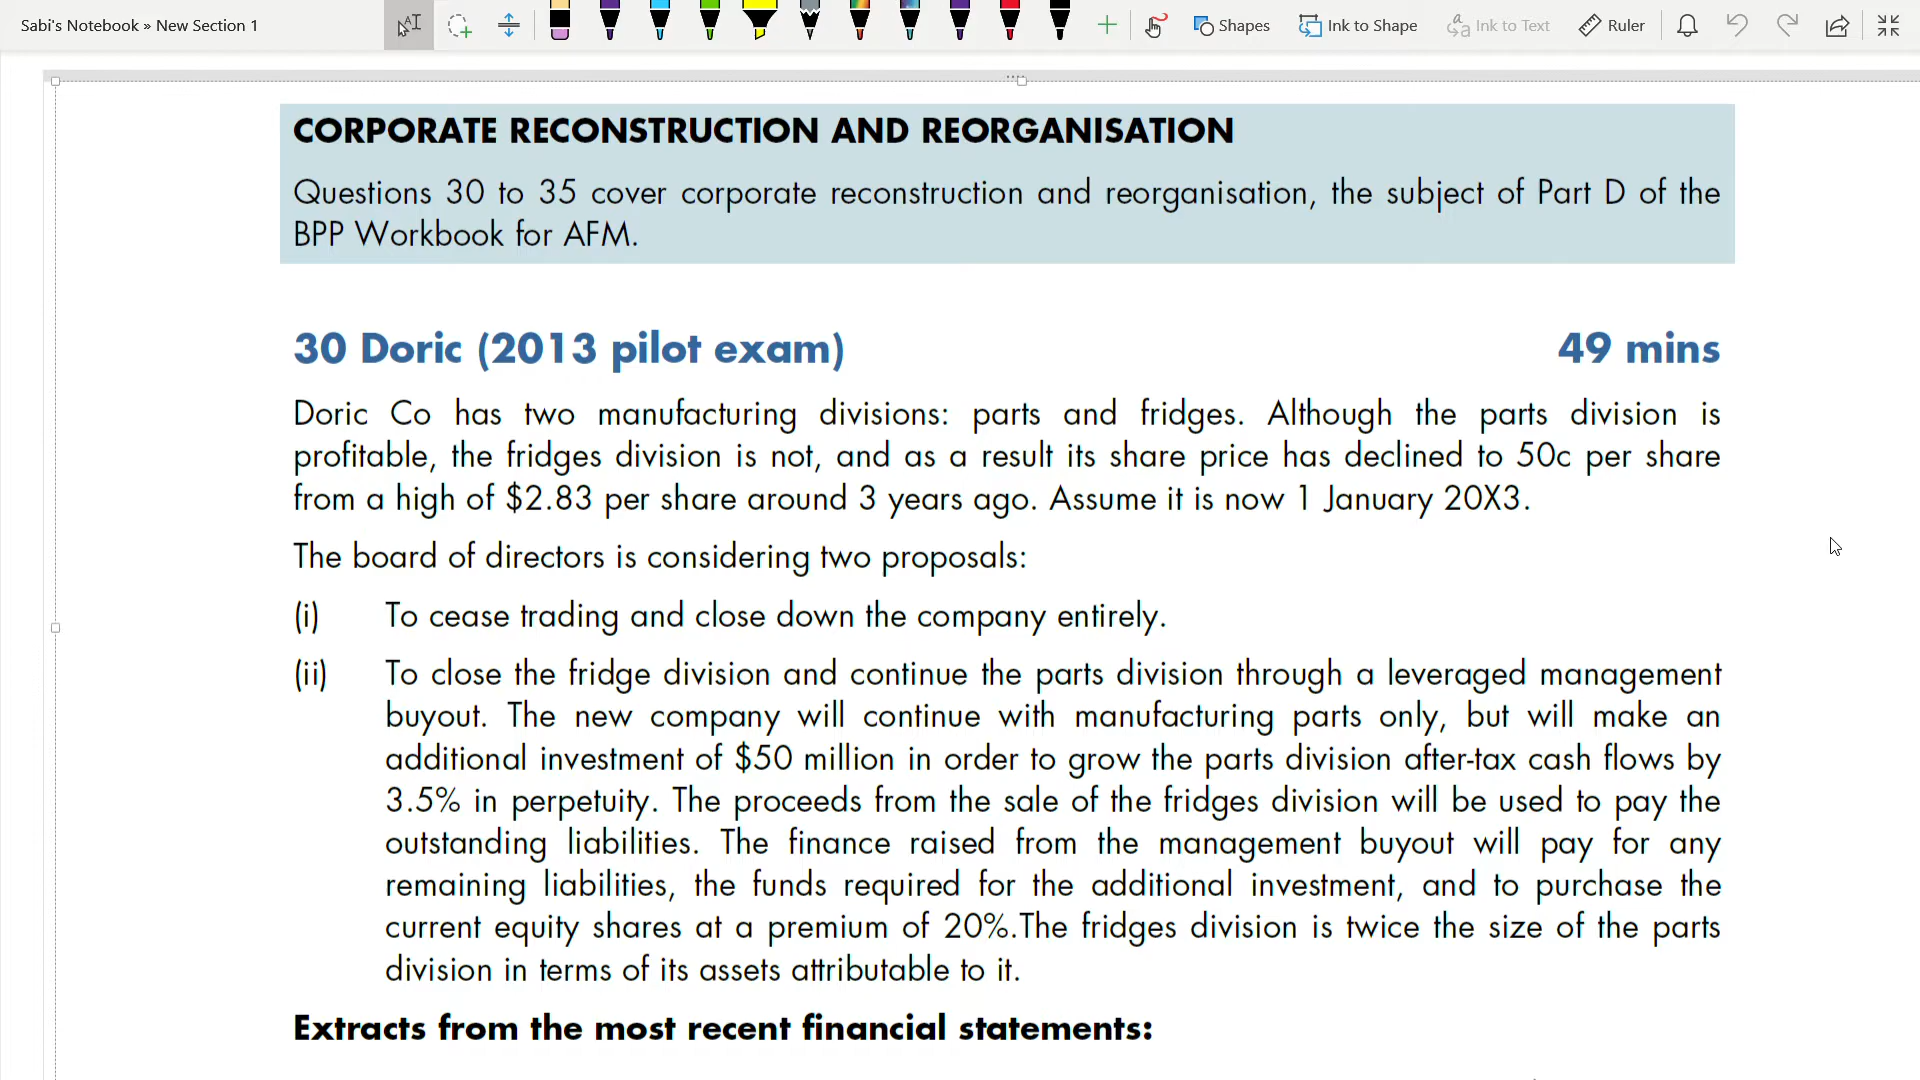 Sabi's Notebook » New Section 1
Shapes
Ink to Shape
Ink to Text
Ruler
CORPORATE RECONSTRUCTION AND REORGANISATION
Questions 30 to 35 cover corporate reconstruction and reorganisation, the subject of Part D of the
BPP Workbook for AFM.
30 Doric (2013 pilot exam) 49 mins
Doric Co has two manufacturing divisions: parts and fridges. Although the parts division is
profitable, the fridges division is not, and as a result its share price has declined to 50c per share
from a high of $2.83 per share around 3 years ago. Assume it is now 1 January 20X3.
The board of directors is considering two proposals:
(i) To cease trading and close down the company entirely.
(ii) To close the fridge division and continue the parts division through a leveraged management
buyout. The new company will continue with manufacturing parts only, but will make an
additional investment of $50 million in order to grow the parts division after-tax cash flows by
3.5% in perpetuity. The proceeds from the sale of the fridges division will be used to pay the
outstanding liabilities. The finance raised from the management buyout will pay for any
remaining liabilities, the funds required for the additional investment, and to purchase the
current equity shares at a premium of 20%.The fridges division is twice the size of the parts
division in terms of its assets attributable to it.
Extracts from the most recent financial statements: